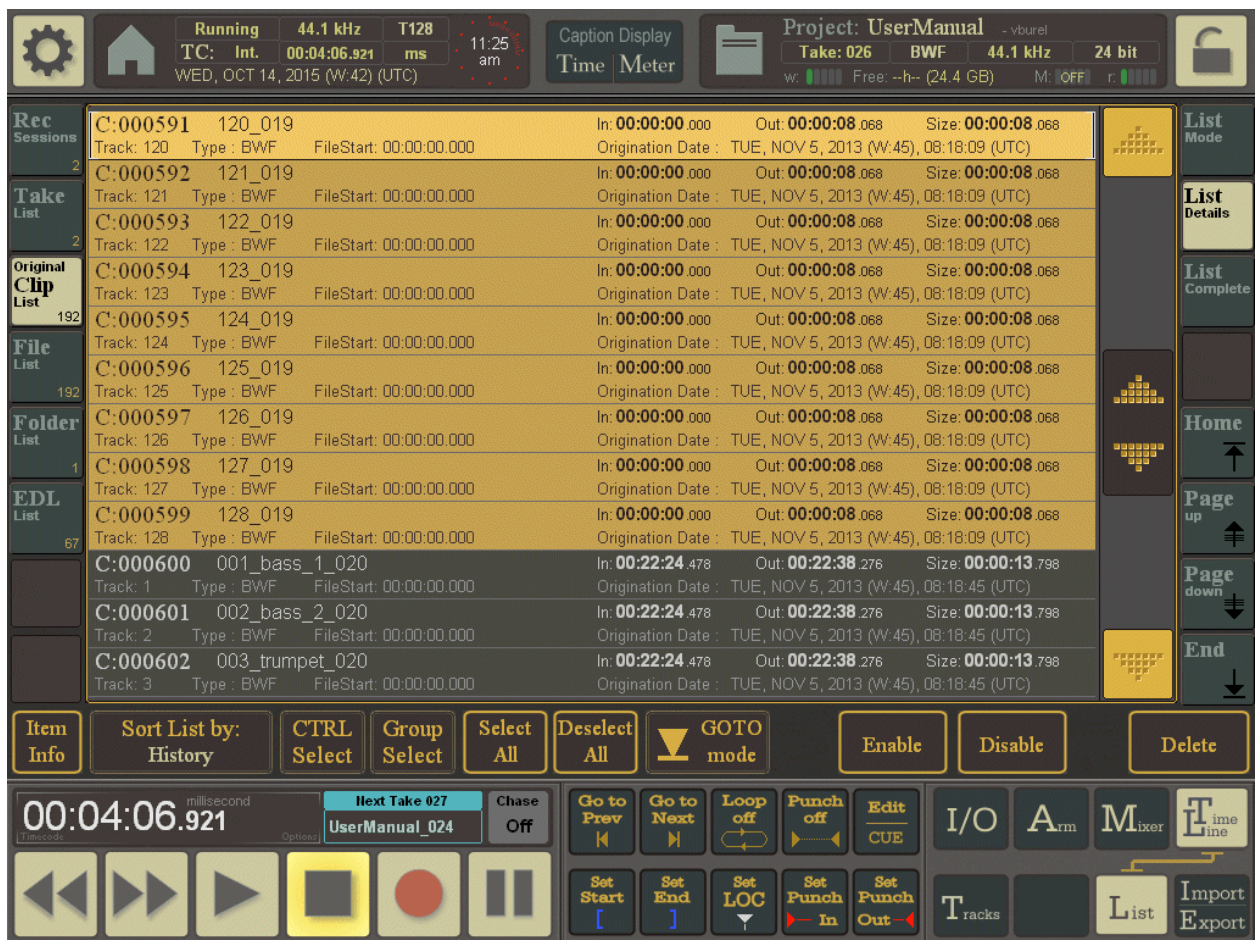 Running 44.1 kHz T128
TC: Int. 00:04:06.921 ms
WED, OCT 14, 2015 (W:42) (UTC)
11:25
am
Caption Display
Time Meter
Project: UserManual - vburel
Take: 026 BWF 44.1 kHz 24 bit
w: Free: --h-- (24.4 GB) M: OFF r:
Rec
Sessions
2
Take
List
2
Original
Clip
List
192
File
List
192
Folder
List
1
EDL
List
67
C:000591 120_019 In: 00:00:00.000 Out: 00:00:08.068 Size: 00:00:08.068
Track: 120 Type : BWF FileStart: 00:00:00.000 Origination Date : TUE, NOV 5, 2013 (W:45), 08:18:09 (UTC)
C:000592 121_019 In: 00:00:00.000 Out: 00:00:08.068 Size: 00:00:08.068
Track: 121 Type : BWF FileStart: 00:00:00.000 Origination Date : TUE, NOV 5, 2013 (W:45), 08:18:09 (UTC)
C:000593 122_019 In: 00:00:00.000 Out: 00:00:08.068 Size: 00:00:08.068
Track: 122 Type : BWF FileStart: 00:00:00.000 Origination Date : TUE, NOV 5, 2013 (W:45), 08:18:09 (UTC)
C:000594 123_019 In: 00:00:00.000 Out: 00:00:08.068 Size: 00:00:08.068
Track: 123 Type : BWF FileStart: 00:00:00.000 Origination Date : TUE, NOV 5, 2013 (W:45), 08:18:09 (UTC)
C:000595 124_019 In: 00:00:00.000 Out: 00:00:08.068 Size: 00:00:08.068
Track: 124 Type : BWF FileStart: 00:00:00.000 Origination Date : TUE, NOV 5, 2013 (W:45), 08:18:09 (UTC)
C:000596 125_019 In: 00:00:00.000 Out: 00:00:08.068 Size: 00:00:08.068
Track: 125 Type : BWF FileStart: 00:00:00.000 Origination Date : TUE, NOV 5, 2013 (W:45), 08:18:09 (UTC)
C:000597 126_019 In: 00:00:00.000 Out: 00:00:08.068 Size: 00:00:08.068
Track: 126 Type : BWF FileStart: 00:00:00.000 Origination Date : TUE, NOV 5, 2013 (W:45), 08:18:09 (UTC)
C:000598 127_019 In: 00:00:00.000 Out: 00:00:08.068 Size: 00:00:08.068
Track: 127 Type : BWF FileStart: 00:00:00.000 Origination Date : TUE, NOV 5, 2013 (W:45), 08:18:09 (UTC)
C:000599 128_019 In: 00:00:00.000 Out: 00:00:08.068 Size: 00:00:08.068
Track: 128 Type : BWF FileStart: 00:00:00.000 Origination Date : TUE, NOV 5, 2013 (W:45), 08:18:09 (UTC)
C:000600 001_bass_1_020 In: 00:22:24.478 Out: 00:22:38.276 Size: 00:00:13.798
Track: 1 Type : BWF FileStart: 00:00:00.000 Origination Date : TUE, NOV 5, 2013 (W:45), 08:18:45 (UTC)
C:000601 002_bass_2_020 In: 00:22:24.478 Out: 00:22:38.276 Size: 00:00:13.798
Track: 2 Type : BWF FileStart: 00:00:00.000 Origination Date : TUE, NOV 5, 2013 (W:45), 08:18:45 (UTC)
C:000602 003_trumpet_020 In: 00:22:24.478 Out: 00:22:38.276 Size: 00:00:13.798
Track: 3 Type : BWF FileStart: 00:00:00.000 Origination Date : TUE, NOV 5, 2013 (W:45), 08:18:45 (UTC)
List
Mode
List
Details
List
Complete
Home
Page
up
Page
down
End
Item
Info
Sort List by:
History
CTRL
Select
Group
Select
Select
All
Deselect
All
GOTO
mode
Enable
Disable
Delete
00:04:06.921
millisecond
Timecode
Options
Next Take 027
UserManual_024
Chase
Off
Go to
Prev
Go to
Next
Loop
off
Punch
off
Edit
CUE
Set
Start
[
Set
End
]
Set
LOC
Set
Punch
In
Set
Punch
Out
I/O
Arm
Mixer
Time
Line
Tracks
List
Import
Export